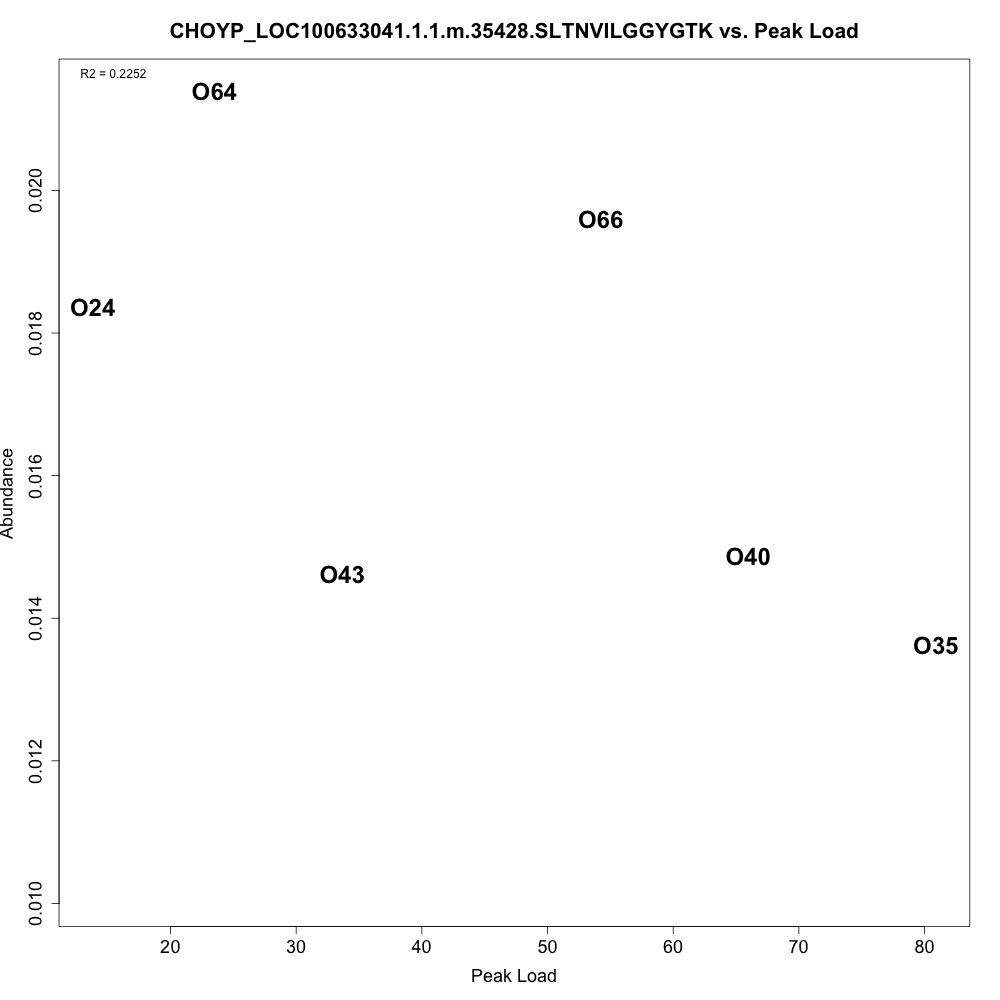 CHOYP_LOC100633041.1.1.m.35428.SLTNVILGGYGTK vs. Peak Load
R2 = 0.2252
O64
O66
O24
O43
O40
O35
Abundance
0.020
0.018
0.016
0.014
0.012
0.010
20 30 40 50 60 70 80
Peak Load